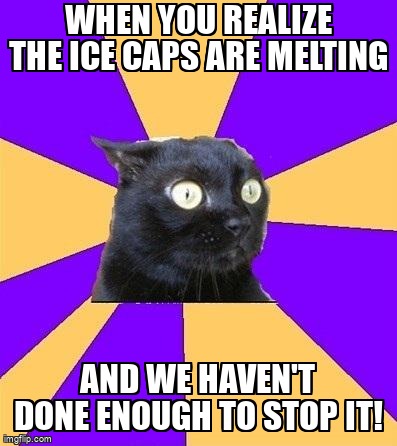 WHEN YOU REALIZE
THE ICE CAPS ARE MELTING
AND WE HAVEN'T
DONE ENOUGH TO STOP IT!
imgflip.com